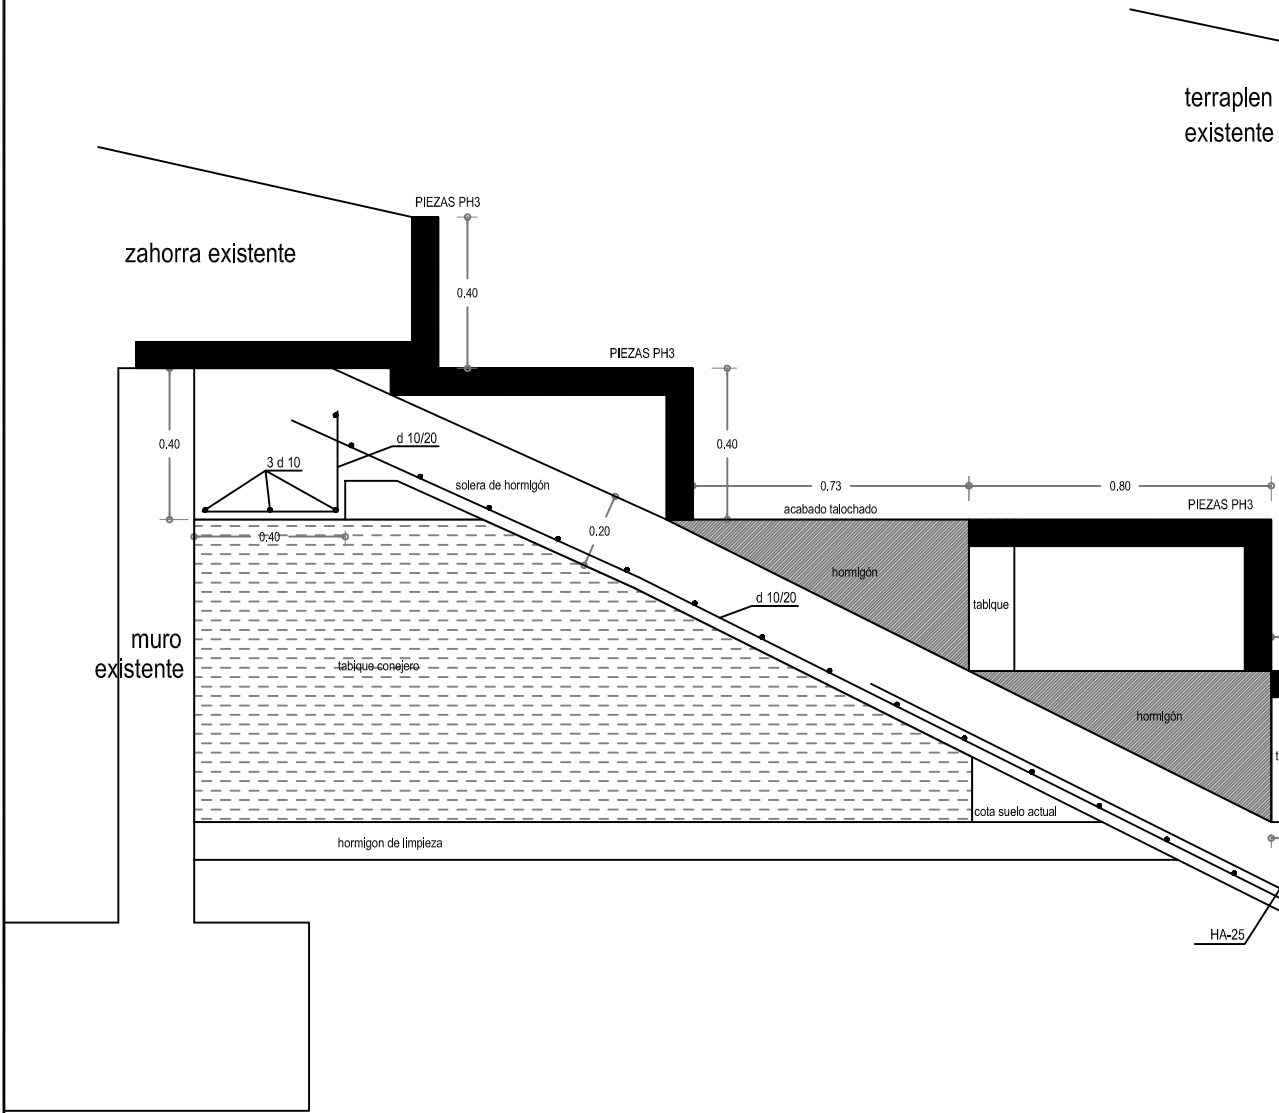 terraplen
existente
PIEZAS PH3
zahorra existente
0.40
PIEZAS PH3
0.40
d 10/20
0.40
3 d 10
solera de hormigón
0.73
0.80
PIEZAS PH3
acabado talochado
0.40
0.20
hormigón
d 10/20
tabique
muro
existente
tabique conejero
hormigón
t
cota suelo actual
hormigon de limpieza
HA-25